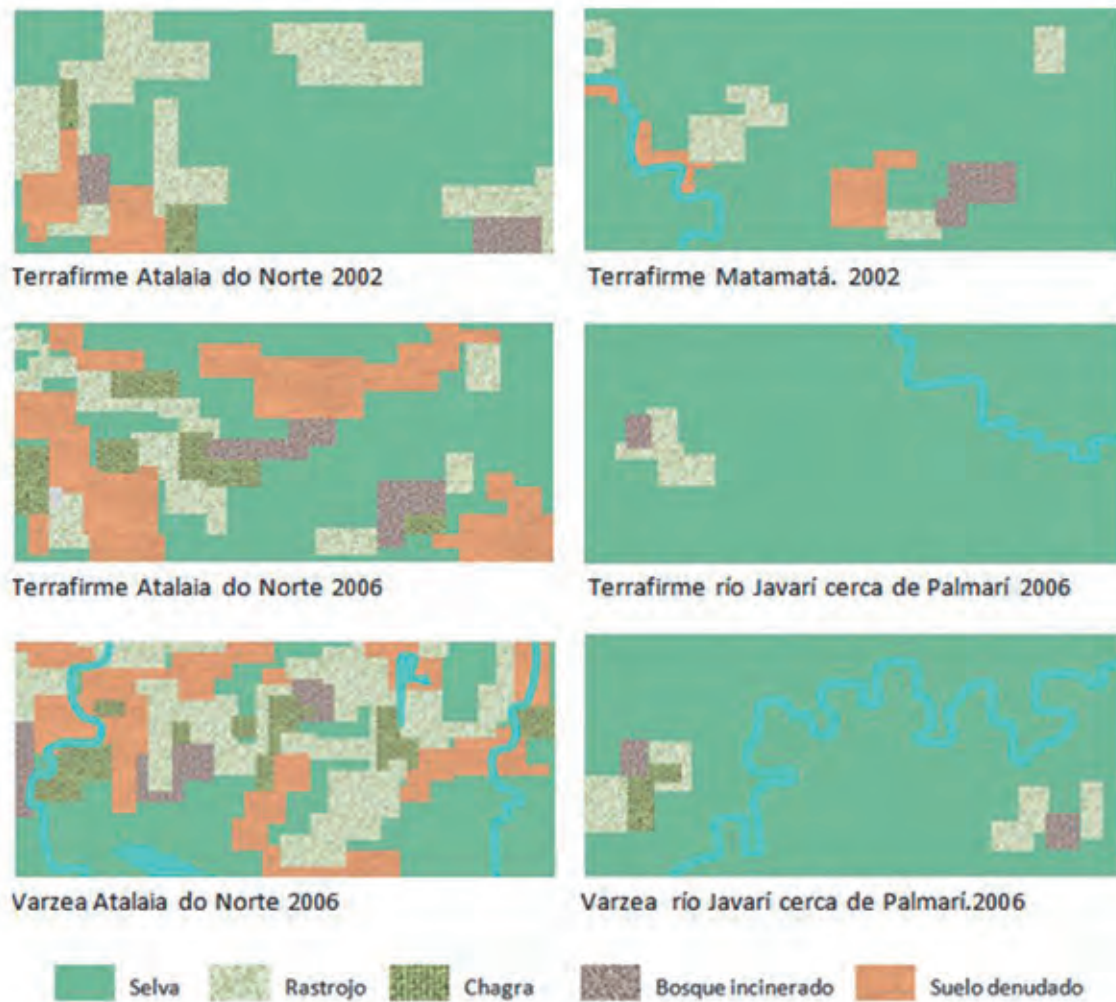 Terrafirme Atalaia do Norte 2002
Terrafirme Matamatá. 2002
Terrafirme Atalaia do Norte 2006
Terrafirme río Javarí cerca de Palmarí 2006
Varzea Atalaia do Norte 2006
Varzea río Javarí cerca de Palmarí.2006
Selva
Rastrojo
Chagra
Bosque incinerado
Suelo denudado